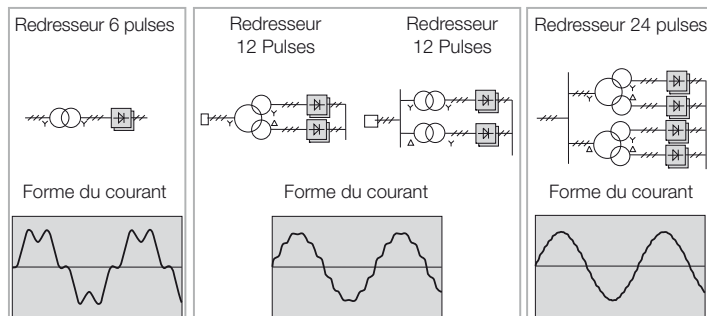 Redresseur 6 pulses
Forme du courant
Redresseur
12 Pulses
Redresseur
12 Pulses
Forme du courant
Redresseur 24 pulses
Forme du courant